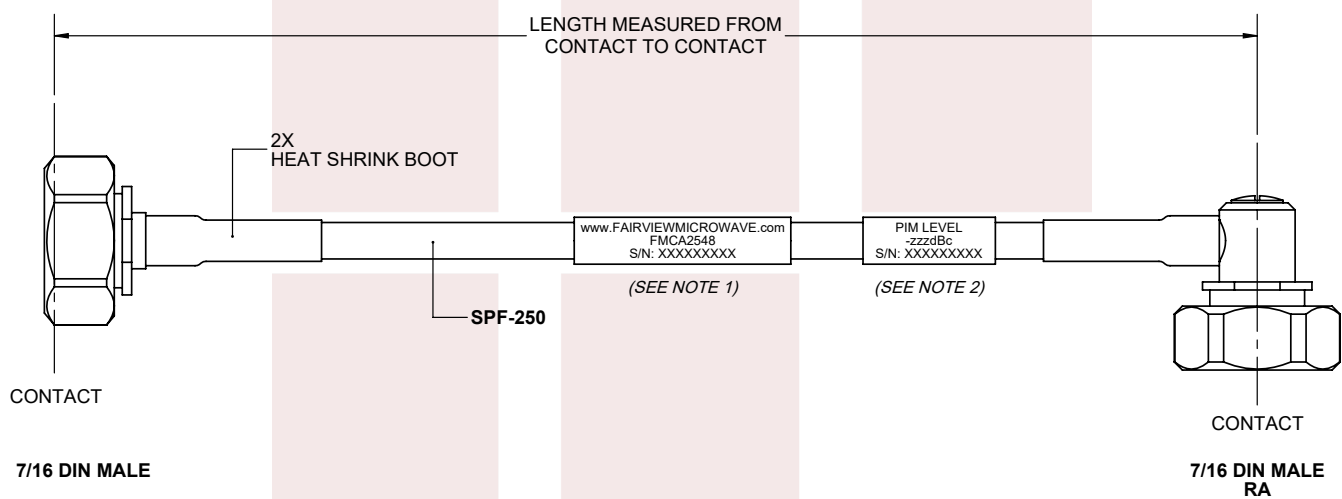 LENGTH MEASURED FROM
CONTACT TO CONTACT
2X
HEAT SHRINK BOOT
www.FAIRVIEWMICROWAVE.com
FMCA2548
S/N: XXXXXXXXX
PIM LEVEL
-zzzdBc
S/N: XXXXXXXXX
(SEE NOTE 1)
(SEE NOTE 2)
SPF-250
CONTACT
CONTACT
7/16 DIN MALE
7/16 DIN MALE
RA